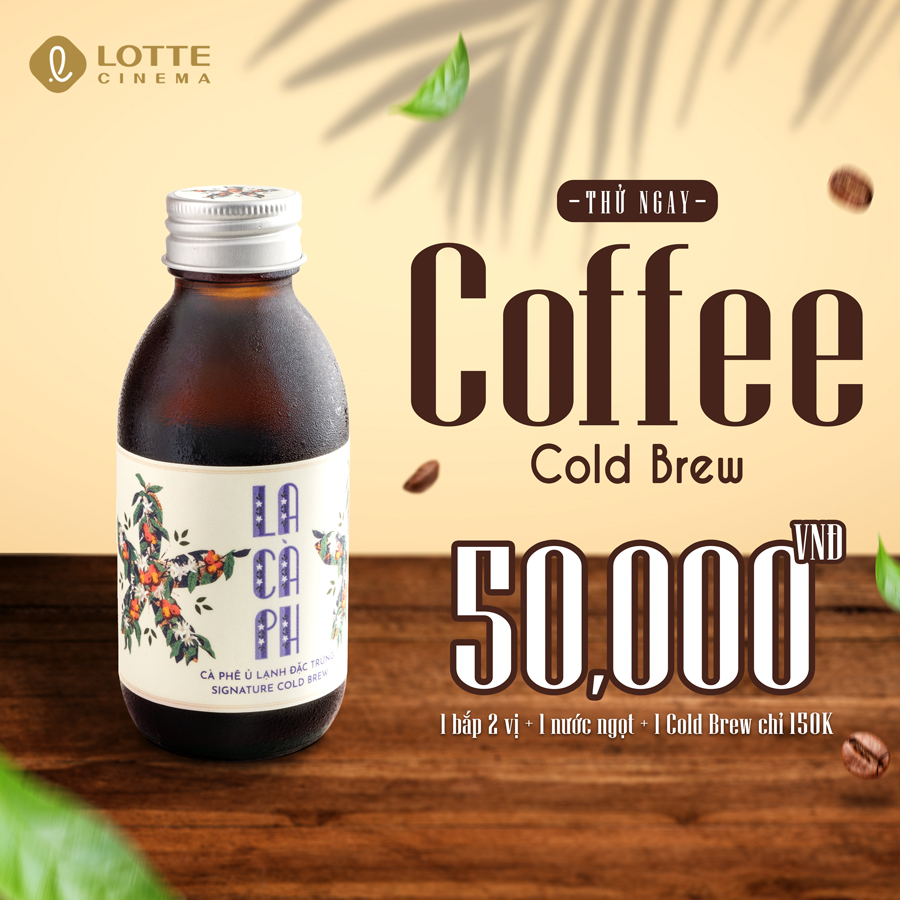 LOTTE
CINEMA
-THỬ NGAY-
Coffee
Cold Brew
50,000 VNĐ
1 bắp 2 vị + 1 nước ngọt + 1 Cold Brew chỉ 150K
LA
CÀ
PH
CÀ PHÊ Ủ LẠNH ĐẶC TRƯNG
SIGNATURE COLD BREW